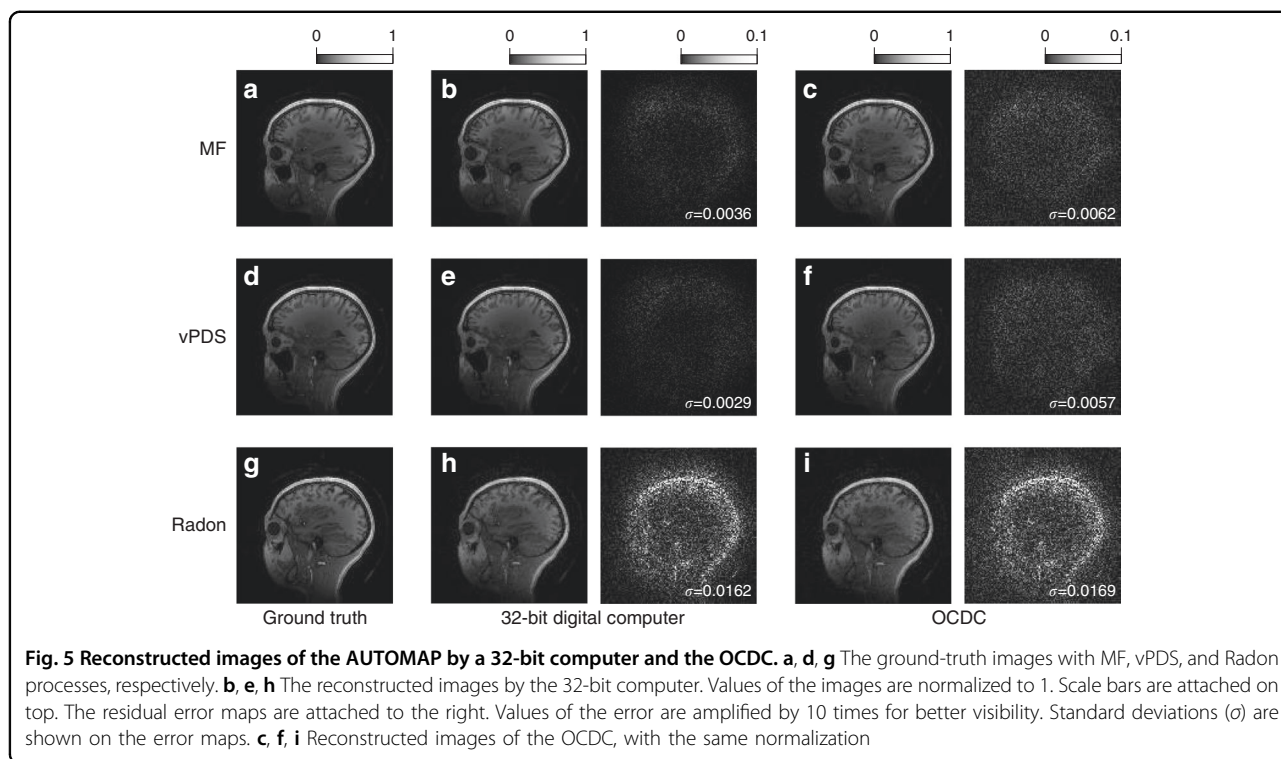 0 1 0 1 0 0.1 0 1 0 0.1
a b c
MF
σ=0.0036 σ=0.0062
d e f
vPDS
σ=0.0029 σ=0.0057
g h i
Radon
σ=0.0162 σ=0.0169
Ground truth 32-bit digital computer OCDC
Fig. 5 Reconstructed images of the AUTOMAP by a 32-bit computer and the OCDC. a, d, g The ground-truth images with MF, vPDS, and Radon
processes, respectively. b, e, h The reconstructed images by the 32-bit computer. Values of the images are normalized to 1. Scale bars are attached on
top. The residual error maps are attached to the right. Values of the error are amplified by 10 times for better visibility. Standard deviations (σ) are
shown on the error maps. c, f, i Reconstructed images of the OCDC, with the same normalization